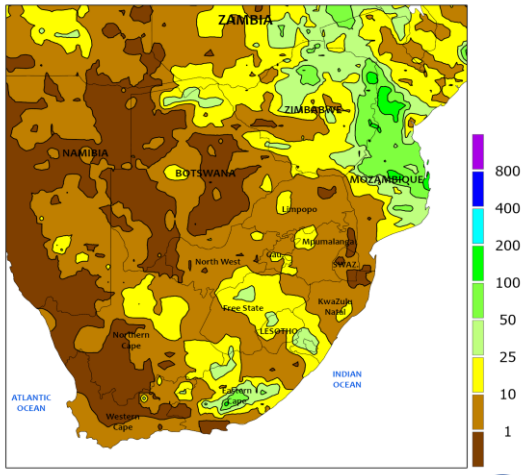 ZAMBIA
ZIMBABWE
NAMIBIA
BOTSWANA
MOZAMBIQUE
Limpopo
Mpumalanga
Gau.
North West
SWAZ.
KwaZulu
Natal
Free State
LESOTHO
Northern
Cape
Eastern
Cape
Western
Cape
ATLANTIC
OCEAN
INDIAN
OCEAN
800
400
200
100
50
25
10
1